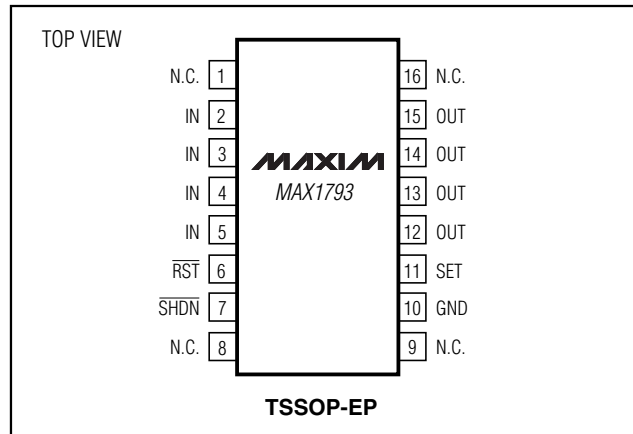 TOP VIEW
N.C. 1 16 N.C.
IN 2 15 OUT
IN 3 14 OUT
IN 4 13 OUT
IN 5 12 OUT
RST 6 11 SET
SHDN 7 10 GND
N.C. 8 9 N.C.
MAXIM
MAX1793
TSSOP-EP